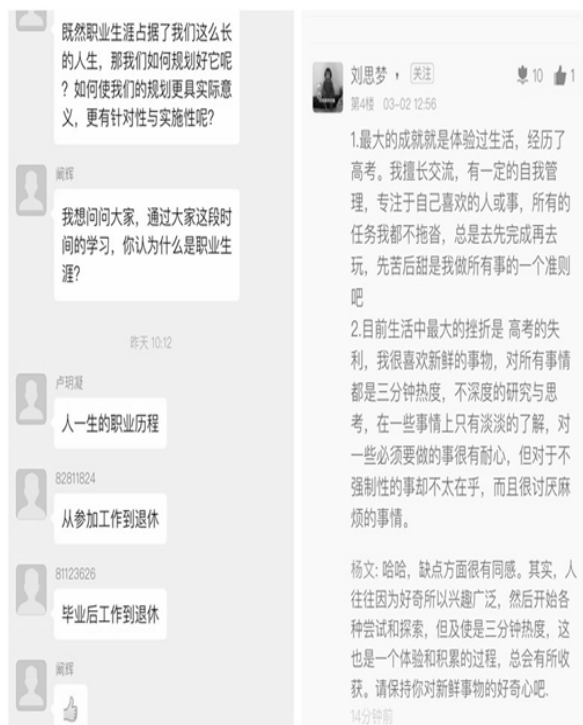 既然职业生涯占据了我们这么长
的人生，那我们如何规划好它呢
？如何使我们的规划更具实际意
义，更有针对性与实施性呢？
阚辉
我想问问大家，通过大家这段时
间的学习，你认为什么是职业生
涯？
昨天 10:12
卢玥凝
人一生的职业历程
82811824
从参加工作到退休
81123626
毕业后工作到退休
阚辉
刘思梦
关注
10
1
第4楼 03-02 12:56
1.最大的成就就是体验过生活，经历了
高考。我擅长交流，有一定的自我管
理，专注于自己喜欢的人或事，所有的
任务我都不拖沓，总是去先完成再去
玩，先苦后甜是我做所有事的一个准则
吧
2.目前生活中最大的挫折是 高考的失
利，我很喜欢新鲜的事物，对所有事情
都是三分钟热度，不深度的研究与思
考，在一些事情上只有淡淡的了解，对
一些必须要做的事很有耐心，但对于不
强制性的事却不太在乎，而且很讨厌麻
烦的事情。
杨文: 哈哈，缺点方面很有同感。其实，人
往往因为好奇所以兴趣广泛，然后开始各
种尝试和探索，但及使是三分钟热度，这
也是一个体验和积累的过程，总会有所收
获。请保持你对新鲜事物的好奇心吧.
14分钟前